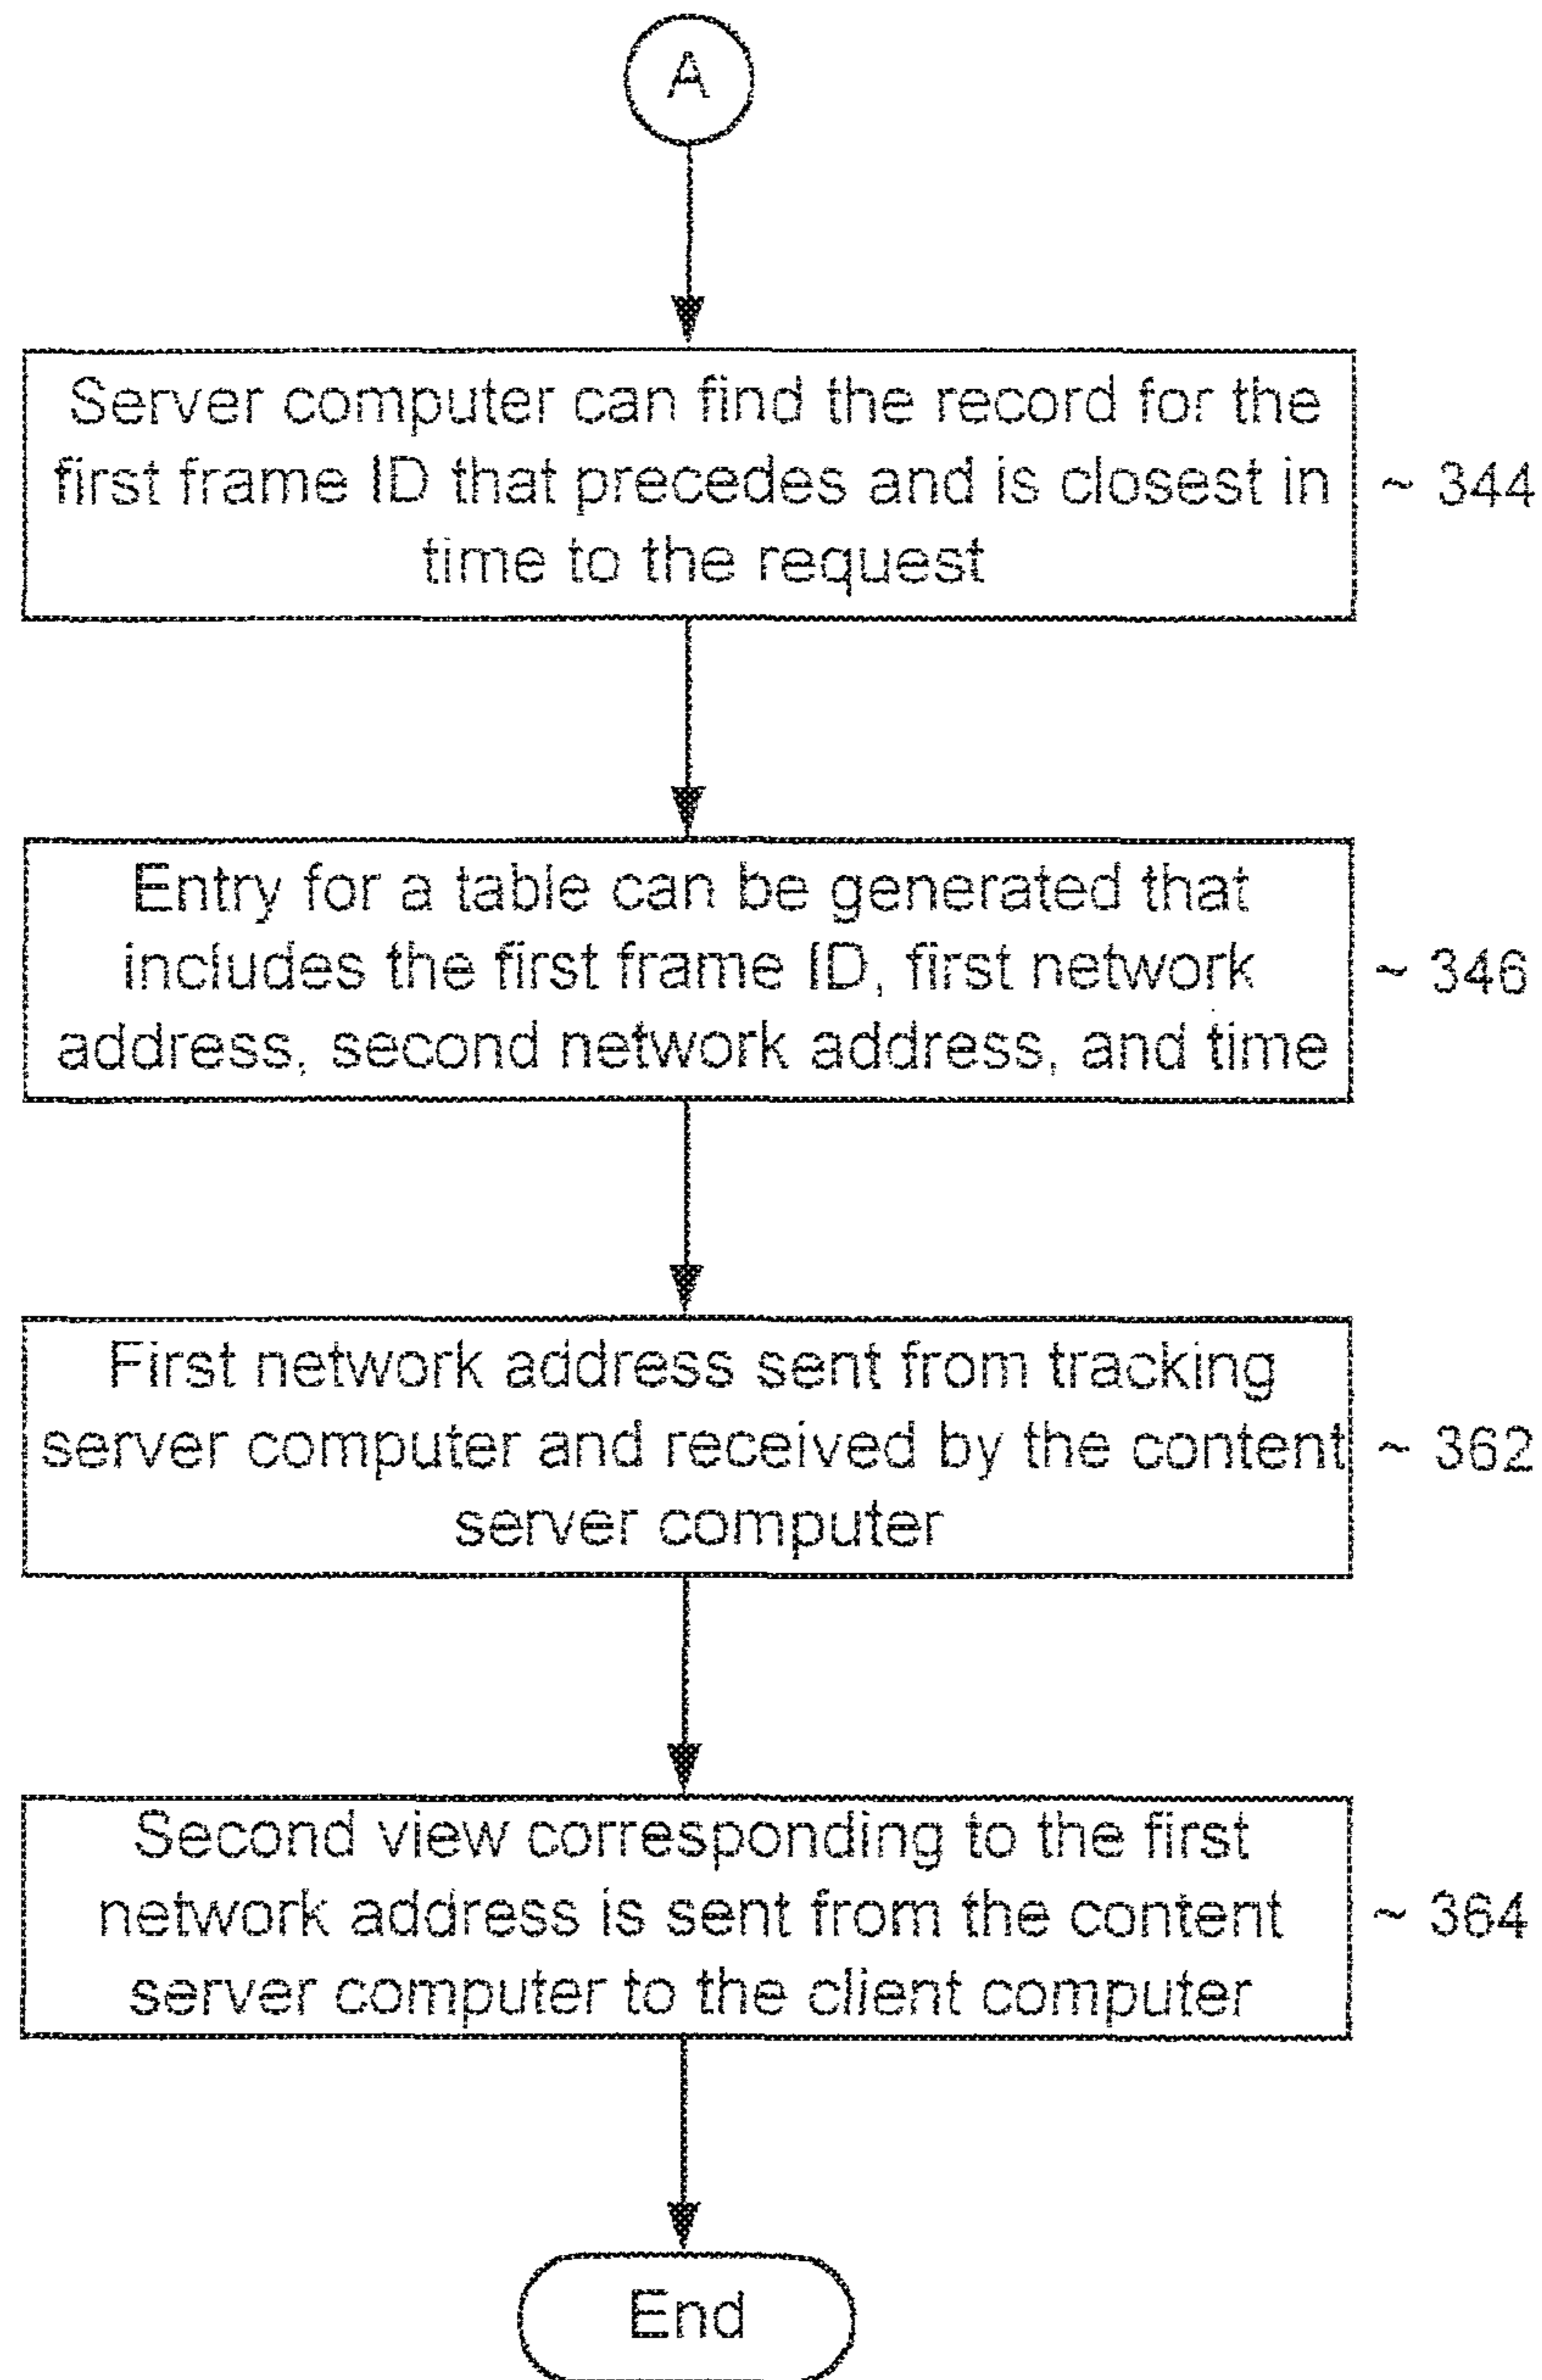 A
Server computer can find the record for the
first frame ID that precedes and is closest in
time to the request
~ 344
Entry for a table can be generated that
includes the first frame ID, first network
address, second network address, and time
~ 346
First network address sent from tracking
server computer and received by the content
server computer
~ 362
Second view corresponding to the first
network address is sent from the content
server computer to the client computer
~ 364
End